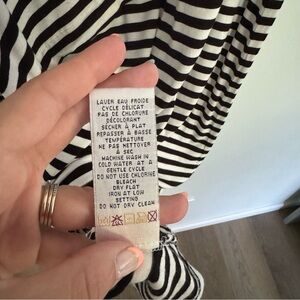 LAVER EAU FROIDE
CYCLE DÉLICAT
PAS DE CHLORURE
DÉCOLORANT
SÉCHER À PLAT
REPASSER À BASSE
TEMPÉRATURE
NE PAS NETTOYER
À SEC
MACHINE WASH IN
COLD WATER AT A
GENTLE CYCLE
DO NOT USE CHLORINE
BLEACH
DRY FLAT
IRON AT LOW
SETTING
DO NOT DRY CLEAN